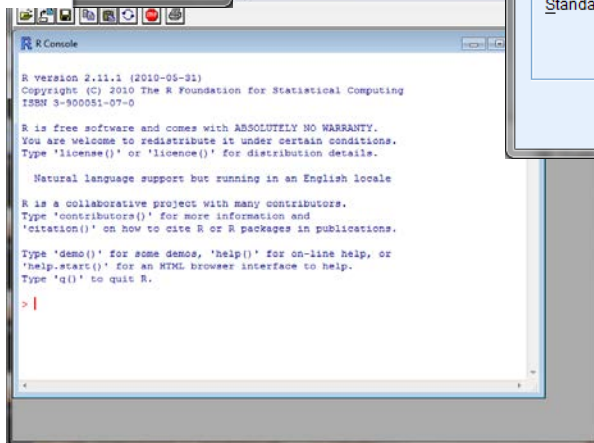 Standa
R Console
R version 2.11.1 (2010-05-31)
Copyright (C) 2010 The R Foundation for Statistical Computing
ISBN 3-900051-07-0
R is free software and comes with ABSOLUTELY NO WARRANTY.
You are welcome to redistribute it under certain conditions.
Type 'license()' or 'licence()' for distribution details.
Natural language support but running in an English locale
R is a collaborative project with many contributors.
Type 'contributors()' for more information and
'citation()' on how to cite R or R packages in publications.
Type 'demo()' for some demos, 'help()' for on-line help, or
'help.start()' for an HTML browser interface to help.
Type 'q()' to quit R.
>